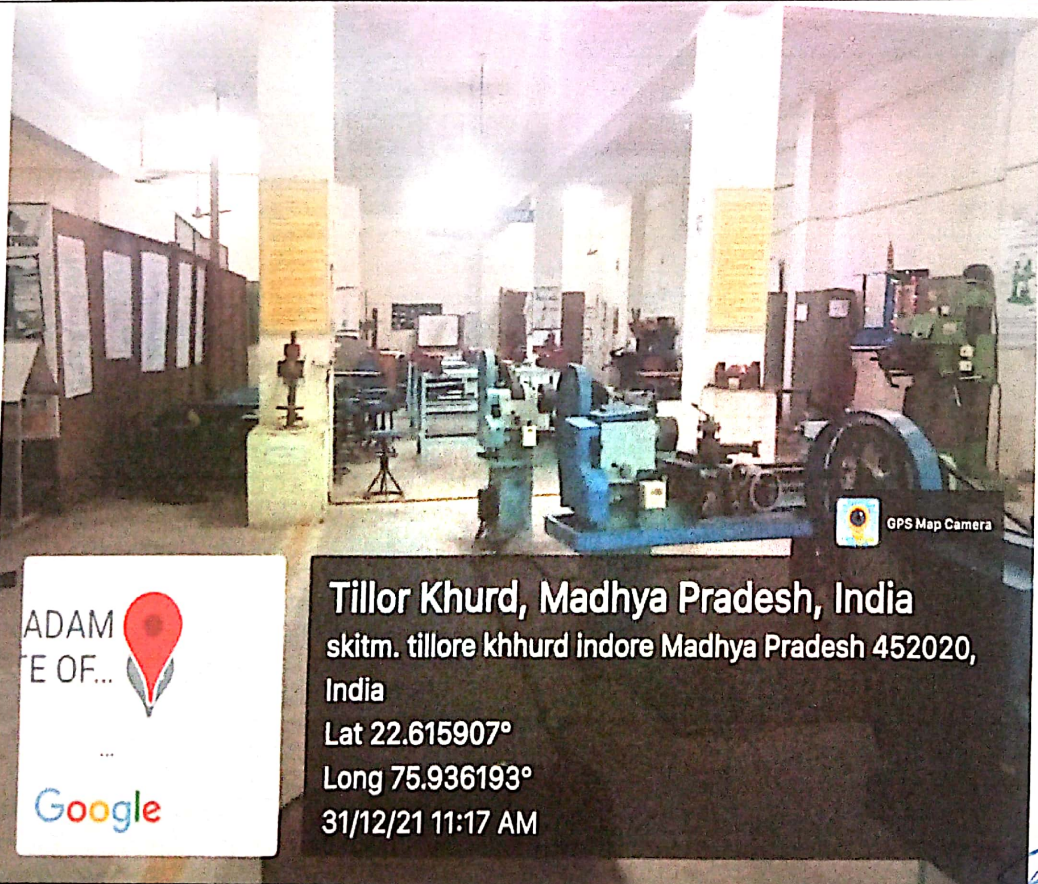 GPS Map Camera
Tillor Khurd, Madhya Pradesh, India
skitm. tillore khhurd indore Madhya Pradesh 452020,
India
Lat 22.615907°
Long 75.936193°
31/12/21 11:17 AM
ADAM
E OF...
...
Google